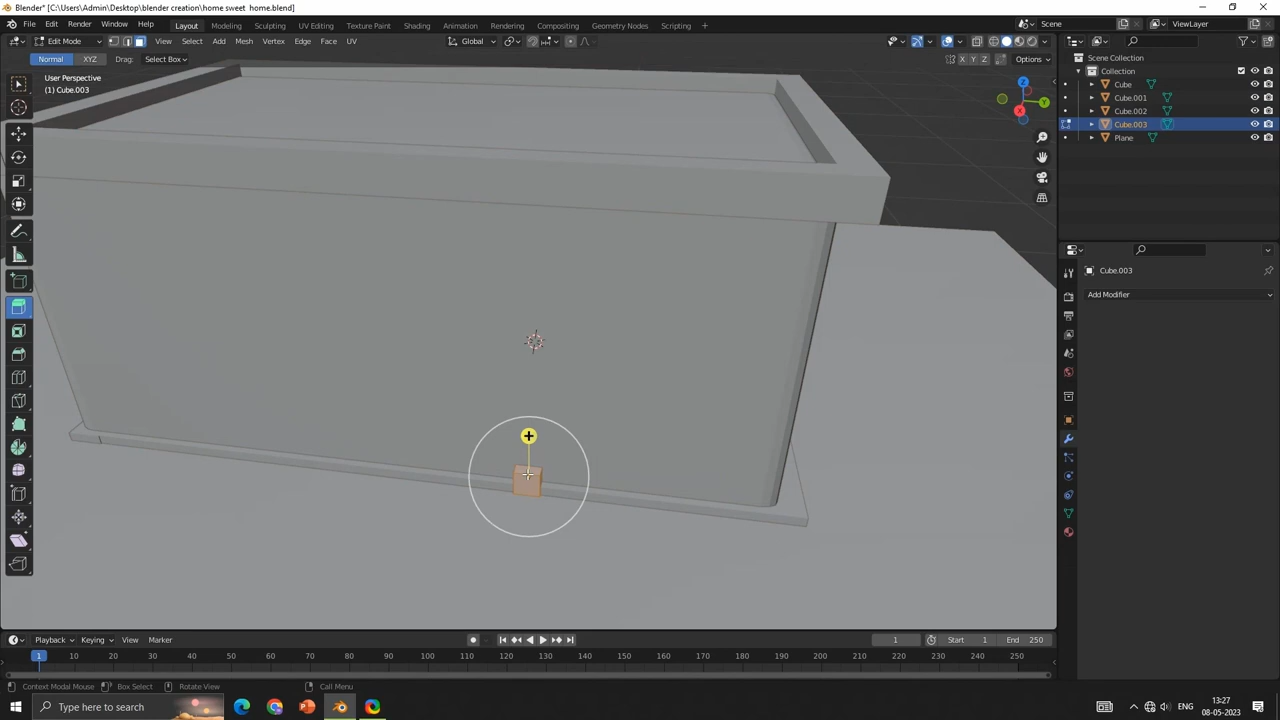 Blender* [C:\Users\Admin\Desktop\blender creation\home sweet  home.blend]
File Edit Render Window Help Layout Modeling Sculpting UV Editing Texture Paint Shading Animation Rendering Compositing Geometry Nodes Scripting Scene ViewLayer
Edit Mode View Select Add Mesh Vertex Edge Face UV Global
Normal XYZ Drag: Select Box X Y Z Options
User Perspective
(1) Cube.003
Scene Collection
Collection
Cube
Cube.001
Cube.002
Cube.003
Plane
Z
Y
X
Cube.003
Add Modifier
Playback Keying View Marker 1 Start 1 End 250
1 10 20 30 40 50 60 70 80 90 100 110 120 130 140 150 160 170 180 190 200 210 220 230 240 250
Context Modal Mouse Box Select Rotate View Call Menu
Type here to search ENG 13:27
08-05-2023